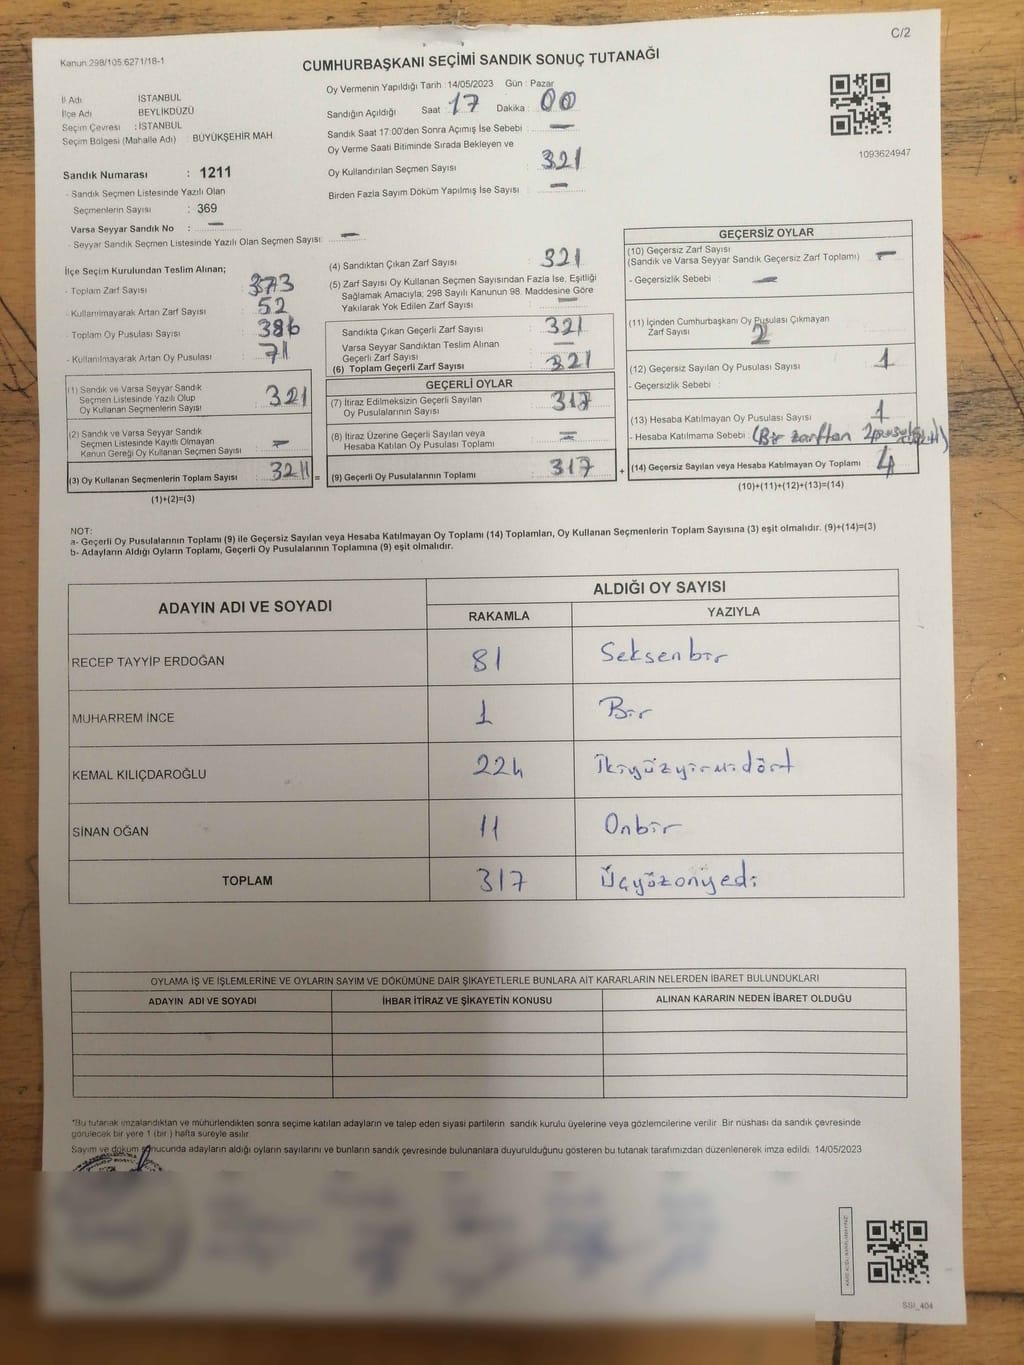 C/2
Kanun 298/105.6271/18-1
CUMHURBAŞKANI SEÇİMİ SANDIK SONUÇ TUTANAĞI
İl Adı İSTANBUL
İlçe Adı BEYLİKDÜZÜ
Seçim Çevresi : İSTANBUL
Seçim Bölgesi (Mahalle Adı) BÜYÜKŞEHİR MAH.
Sandık Numarası : 1211
- Sandık Seçmen Listesinde Yazılı Olan
Seçmenlerin Sayısı : 369
Varsa Seyyar Sandık No : —
- Seyyar Sandık Seçmen Listesinde Yazılı Olan Seçmen Sayısı: —
Oy Vermenin Yapıldığı Tarih : 14/05/2023 Gün : Pazar
Sandığın Açıldığı Saat : 17 Dakika : 00
Sandık Saat 17:00'den Sonra Açımış İse Sebebi : —
Oy Verme Saati Bitiminde Sırada Bekleyen ve
Oy Kullandırılan Seçmen Sayısı : 321
Birden Fazla Sayım Döküm Yapılmış İse Sayısı : —
1093624947
İlçe Seçim Kurulundan Teslim Alınan;
- Toplam Zarf Sayısı : 373
- Kullanılmayarak Artan Zarf Sayısı : 52
Toplam Oy Pusulası Sayısı : 386
- Kullanılmayarak Artan Oy Pusulası : 71
(1) Sandık ve Varsa Seyyar Sandık
Seçmen Listesinde Yazılı Olup
Oy Kullanan Seçmenlerin Sayısı : 321
(2) Sandık ve Varsa Seyyar Sandık
Seçmen Listesinde Kayıtlı Olmayan
Kanun Gereği Oy Kullanan Seçmen Sayısı : —
(3) Oy Kullanan Seçmenlerin Toplam Sayısı : 321 =
(1)+(2)=(3)
(4) Sandıktan Çıkan Zarf Sayısı : 321
(5) Zarf Sayısı Oy Kullanan Seçmen Sayısından Fazla İse, Eşitliği
Sağlamak Amacıyla; 298 Sayılı Kanunun 98. Maddesine Göre
Yakılarak Yok Edilen Zarf Sayısı : —
Sandıkta Çıkan Geçerli Zarf Sayısı : 321
Varsa Seyyar Sandıktan Teslim Alınan
Geçerli Zarf Sayısı : —
(6) Toplam Geçerli Zarf Sayısı : 321
GEÇERLİ OYLAR
(7) İtiraz Edilmeksizin Geçerli Sayılan
Oy Pusulalarının Sayısı : 317
(8) İtiraz Üzerine Geçerli Sayılan veya
Hesaba Katılan Oy Pusulası Toplamı : —
(9) Geçerli Oy Pusulalarının Toplamı : 317 +
GEÇERSİZ OYLAR
(10) Geçersiz Zarf Sayısı
(Sandık ve Varsa Seyyar Sandık Geçersiz Zarf Toplamı) : —
- Geçersizlik Sebebi : —
(11) İçinden Cumhurbaşkanı Oy Pusulası Çıkmayan
Zarf Sayısı 2
(12) Geçersiz Sayılan Oy Pusulası Sayısı : 1
- Geçersizlik Sebebi :
(13) Hesaba Katılmayan Oy Pusulası Sayısı : 1
- Hesaba Katılmama Sebebi : (Bir zarftan 2 pusula
(14) Geçersiz Sayılan veya Hesaba Katılmayan Oy Toplamı : 4
(10)+(11)+(12)+(13)=(14)
NOT:
a- Geçerli Oy Pusulalarının Toplamı (9) ile Geçersiz Sayılan veya Hesaba Katılmayan Oy Toplamı (14) Toplamları, Oy Kullanan Seçmenlerin Toplam Sayısına (3) eşit olmalıdır. (9)+(14)=(3)
b- Adayların Aldığı Oyların Toplamı, Geçerli Oy Pusulalarının Toplamına (9) eşit olmalıdır.
ADAYIN ADI VE SOYADI ALDIĞI OY SAYISI
RAKAMLA YAZIYLA
RECEP TAYYİP ERDOĞAN 81 Seksenbir
MUHARREM İNCE 1 Bir
KEMAL KILIÇDAROĞLU 224 İkiyüzyirmidört
SİNAN OĞAN 11 Onbir
TOPLAM 317 Üçyüzonyedi
OYLAMA İŞ VE İŞLEMLERİNE VE OYLARIN SAYIM VE DÖKÜMÜNE DAİR ŞİKAYETLERLE BUNLARA AİT KARARLARIN NELERDEN İBARET BULUNDUKLARI
ADAYIN ADI VE SOYADI İHBAR İTİRAZ VE ŞİKAYETİN KONUSU ALINAN KARARIN NEDEN İBARET OLDUĞU
*Bu tutanak imzalandıktan ve mühürlendikten sonra seçime katılan adayların ve talep eden siyasi partilerin sandık kurulu üyelerine veya gözlemcilerine verilir. Bir nüshası da sandık çevresinde
görülecek bir yere 1 (bir ) hafta süreyle asılır.
Sayım ve döküm sonucunda adayların aldığı oyların sayılarını ve bunların sandık çevresinde bulunanlara duyurulduğunu gösteren bu tutanak tarafımızdan düzenlenerek imza edildi. 14/05/2023
SSI_404